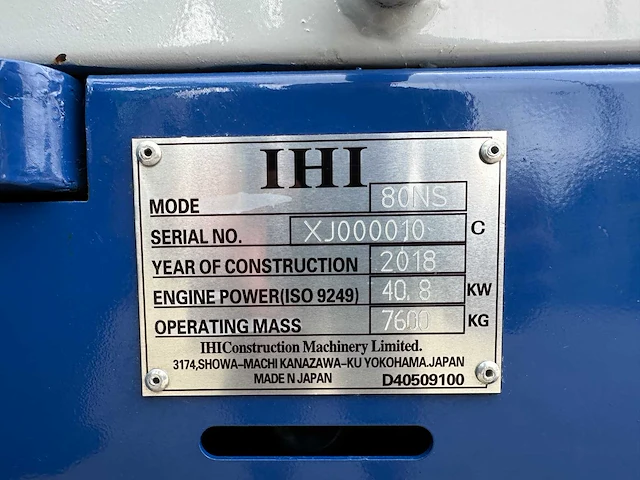 IHI
MODE 80NS
SERIAL NO. XJ000010 C
YEAR OF CONSTRUCTION 2018
ENGINE POWER(ISO 9249) 40.8 KW
OPERATING MASS 7600 KG
IHIConstruction Machinery Limited.
3174,SHOWA-MACHI KANAZAWA-KU YOKOHAMA.JAPAN
MADE N JAPAN D40509100